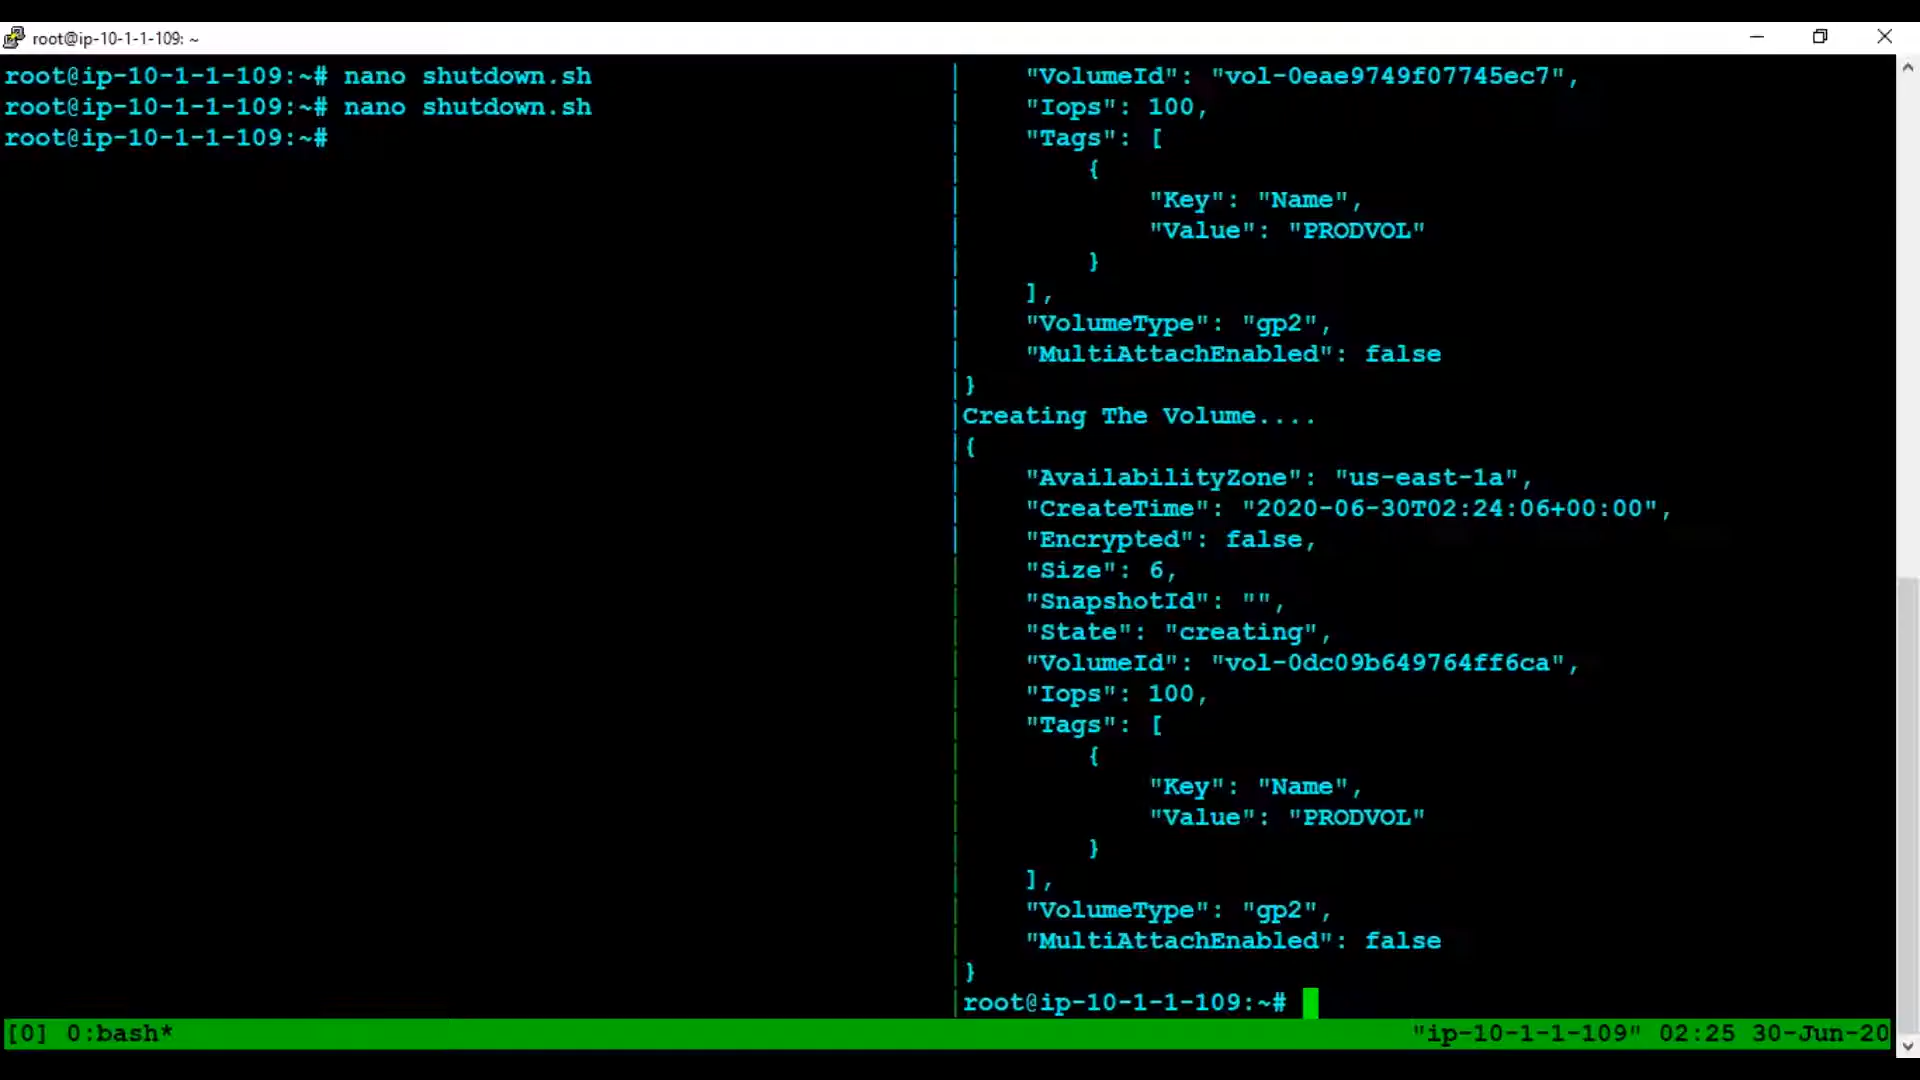 root@ip-10-1-1-109: ~
root@ip-10-1-1-109:~# nano shutdown.sh
root@ip-10-1-1-109:~# nano shutdown.sh
root@ip-10-1-1-109:~#
"VolumeId": "vol-0eae9749f07745ec7",
"Iops": 100,
"Tags": [
{
"Key": "Name",
"Value": "PRODVOL"
}
],
"VolumeType": "gp2",
"MultiAttachEnabled": false
}
Creating The Volume....
{
"AvailabilityZone": "us-east-1a",
"CreateTime": "2020-06-30T02:24:06+00:00",
"Encrypted": false,
"Size": 6,
"SnapshotId": "",
"State": "creating",
"VolumeId": "vol-0dc09b649764ff6ca",
"Iops": 100,
"Tags": [
{
"Key": "Name",
"Value": "PRODVOL"
}
],
"VolumeType": "gp2",
"MultiAttachEnabled": false
}
root@ip-10-1-1-109:~#
[0] 0:bash* "ip-10-1-1-109" 02:25 30-Jun-20